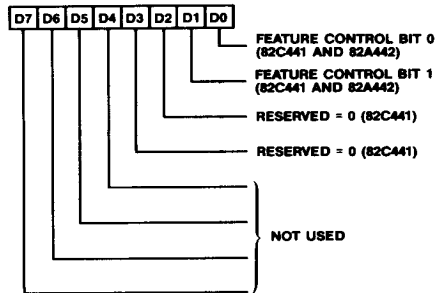 D7 D6 D5 D4 D3 D2 D1 D0
FEATURE CONTROL BIT 0
(82C441 AND 82A442)
FEATURE CONTROL BIT 1
(82C441 AND 82A442)
RESERVED = 0 (82C441)
RESERVED = 0 (82C441)
NOT USED